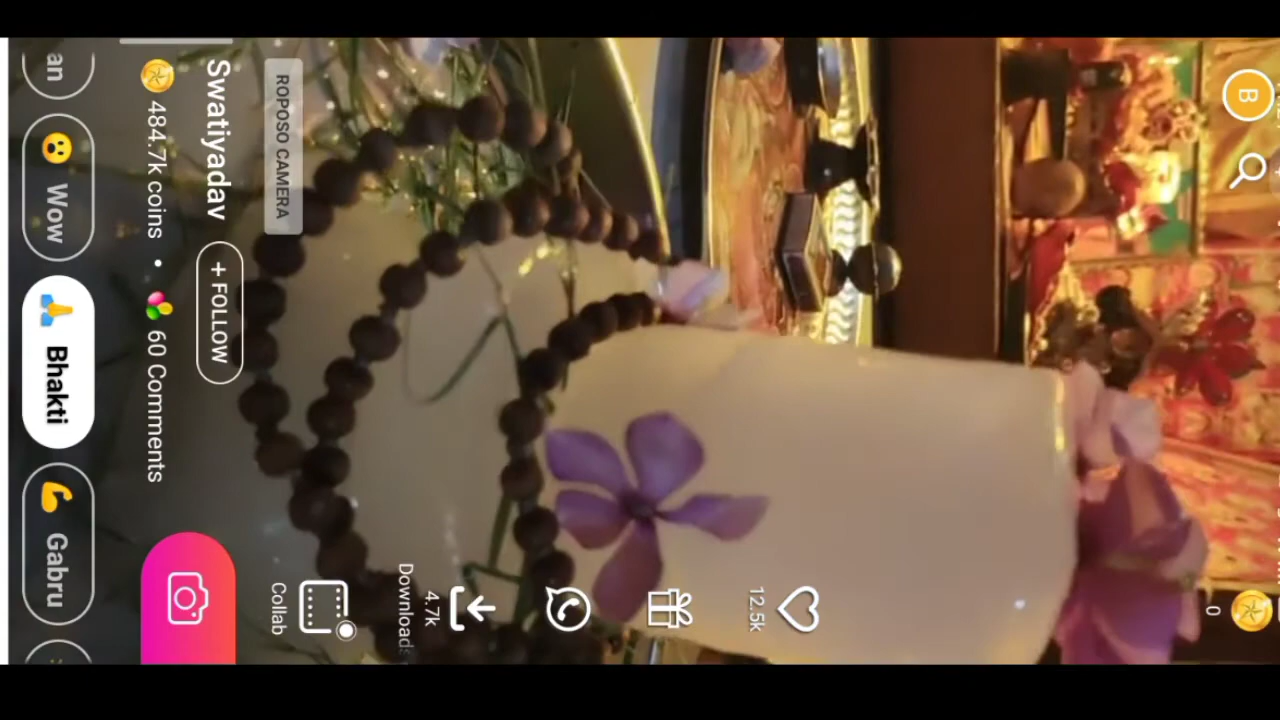 B
0
12.5k
4.7k
Downloads
Collab
ROPOSO CAMERA
Swatiyadav
+ FOLLOW
484.7k coins • 60 Comments
an
Wow
Bhakti
Gabru